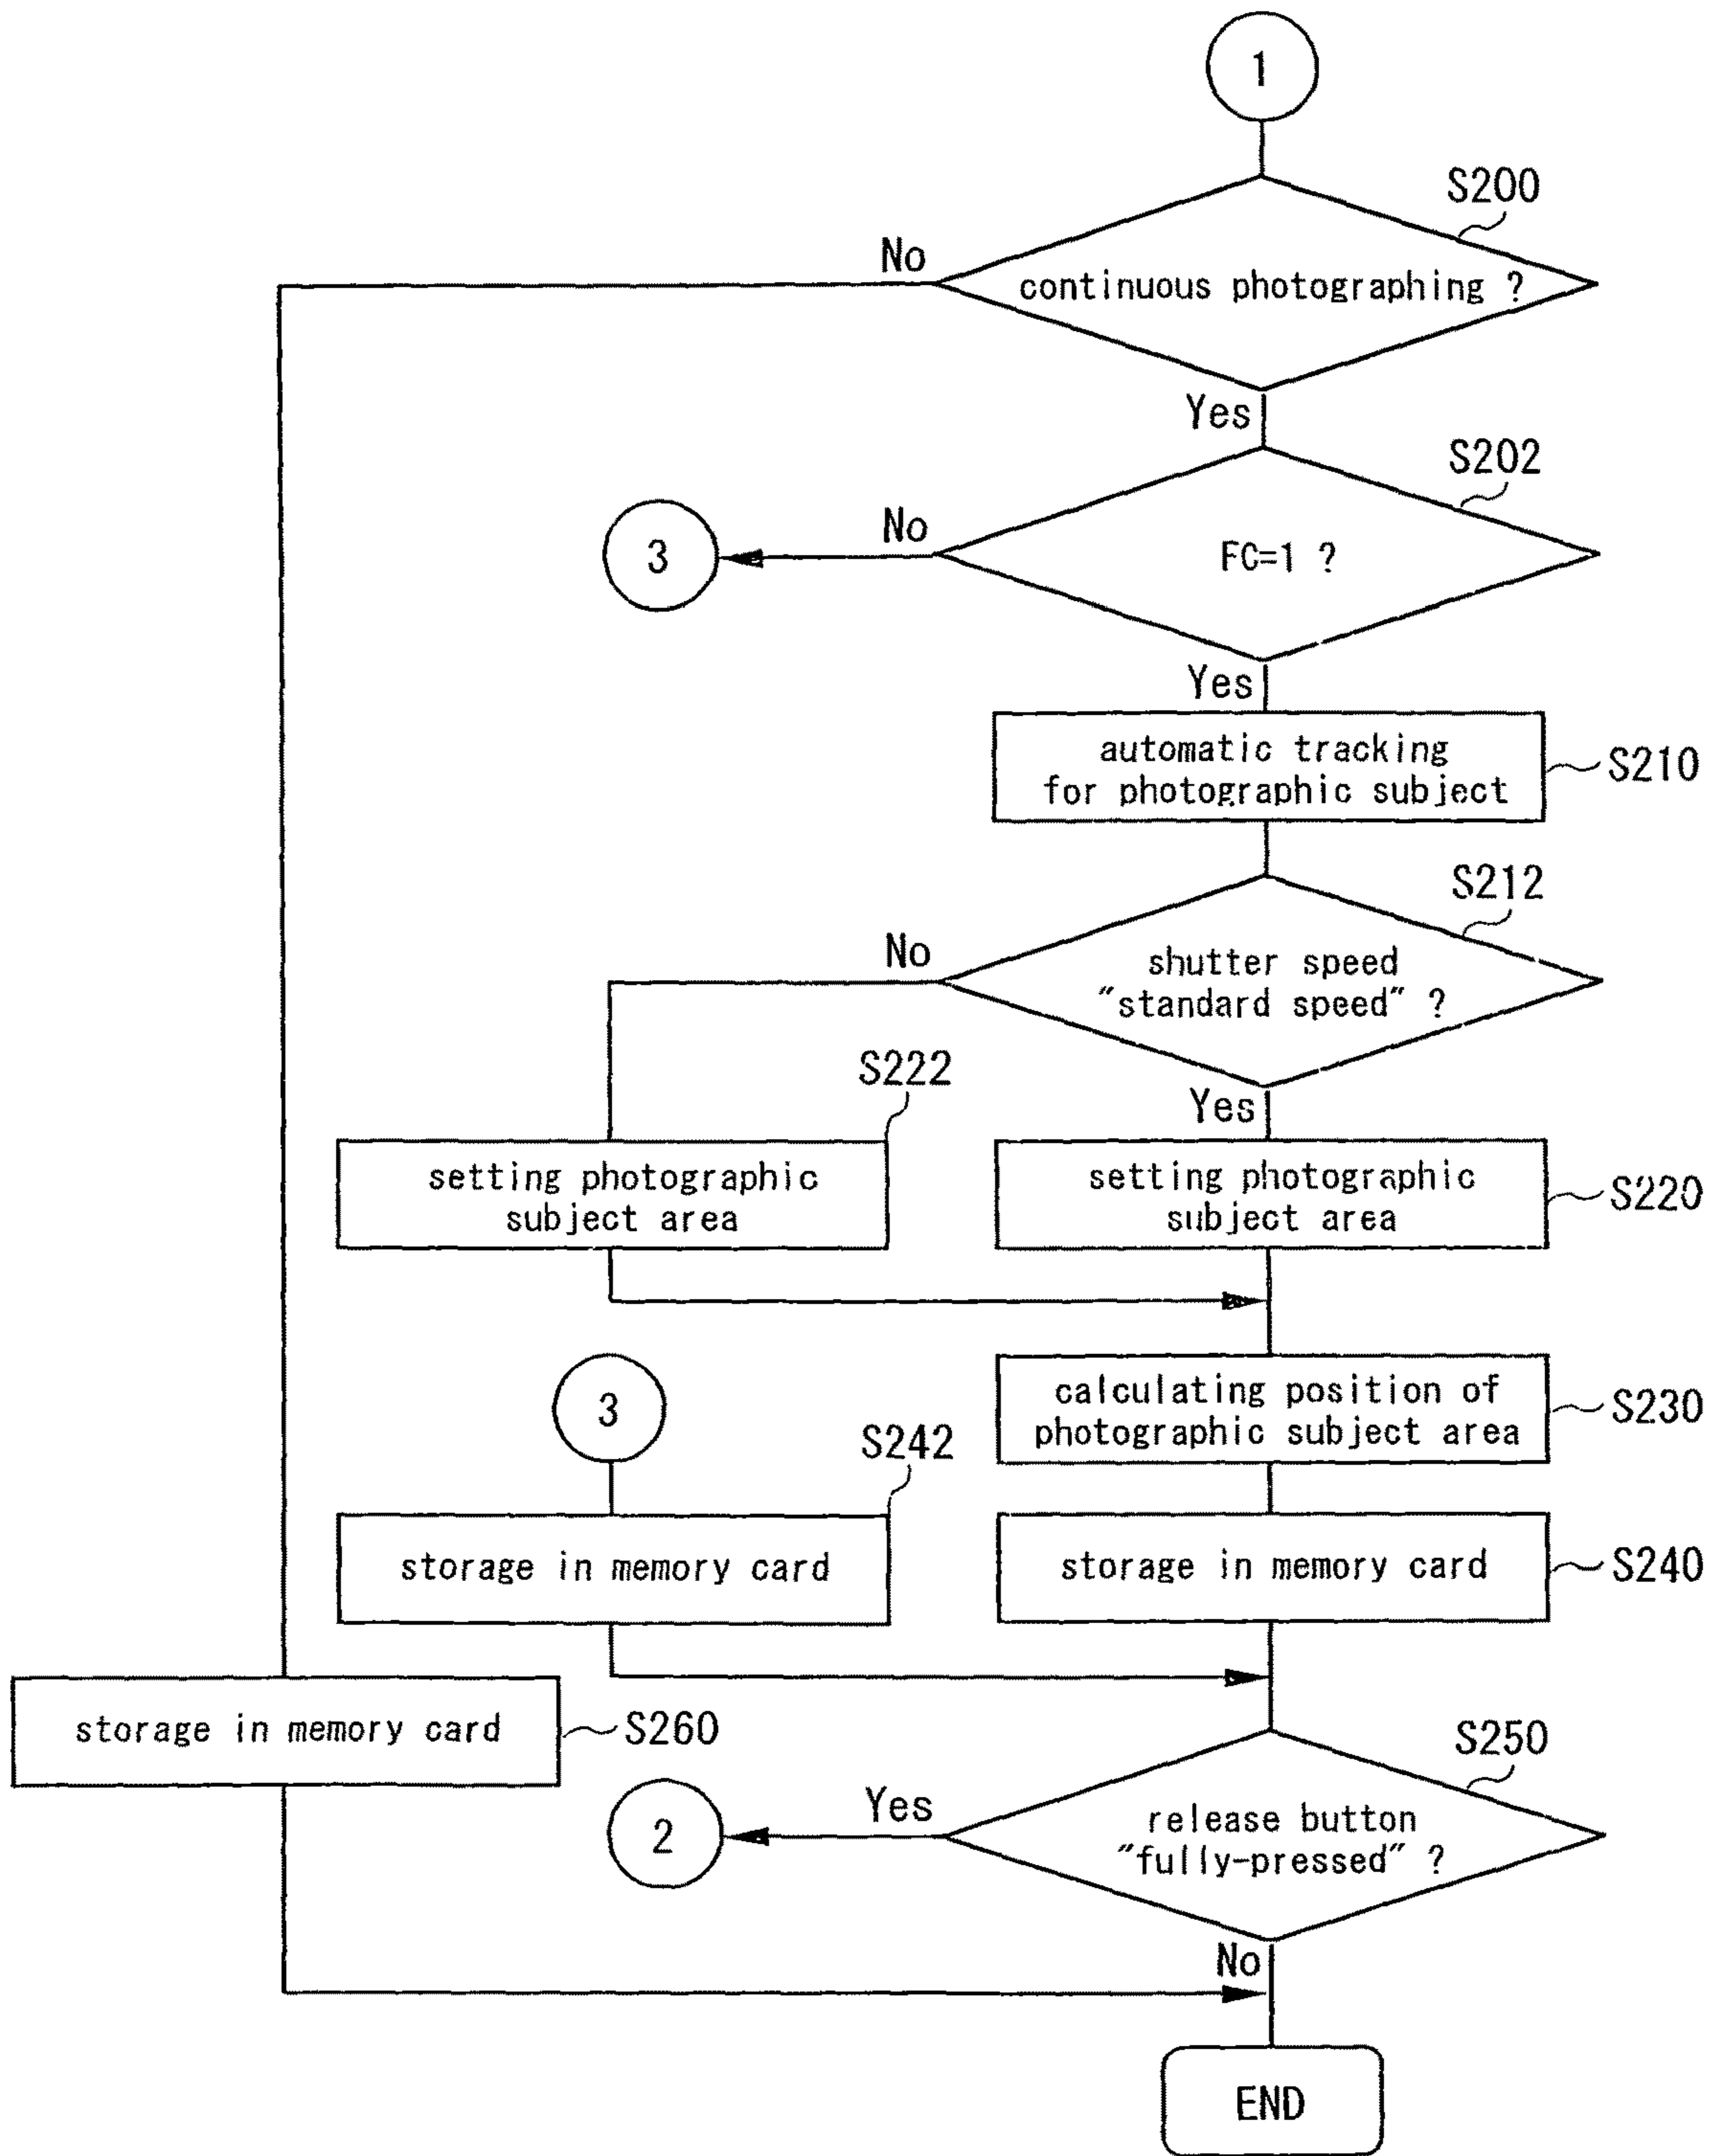 1
S200
No
continuous photographing ?
Yes
S202
No
3
FC=1 ?
Yes
automatic tracking
for photographic subject
S210
S212
No
shutter speed
"standard speed" ?
S222
Yes
setting photographic
subject area
setting photographic
subject area
S220
3
calculating position of
photographic subject area
S230
S242
storage in memory card
storage in memory card
S240
storage in memory card
S260
S250
Yes
2
release button
"fully-pressed" ?
No
END